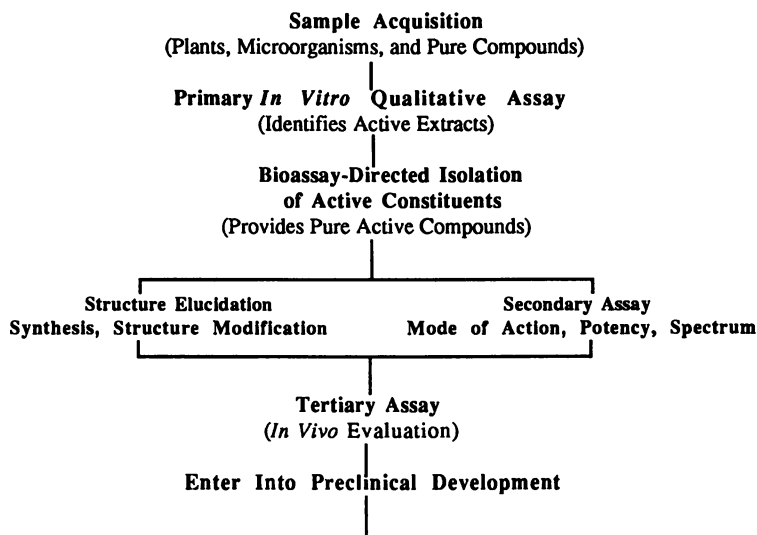 Sample Acquisition
(Plants, Microorganisms, and Pure Compounds)
Primary In Vitro Qualitative Assay
(Identifies Active Extracts)
Bioassay-Directed Isolation
of Active Constituents
(Provides Pure Active Compounds)
Structure Elucidation
Synthesis, Structure Modification
Secondary Assay
Mode of Action, Potency, Spectrum
Tertiary Assay
(In Vivo Evaluation)
Enter Into Preclinical Development